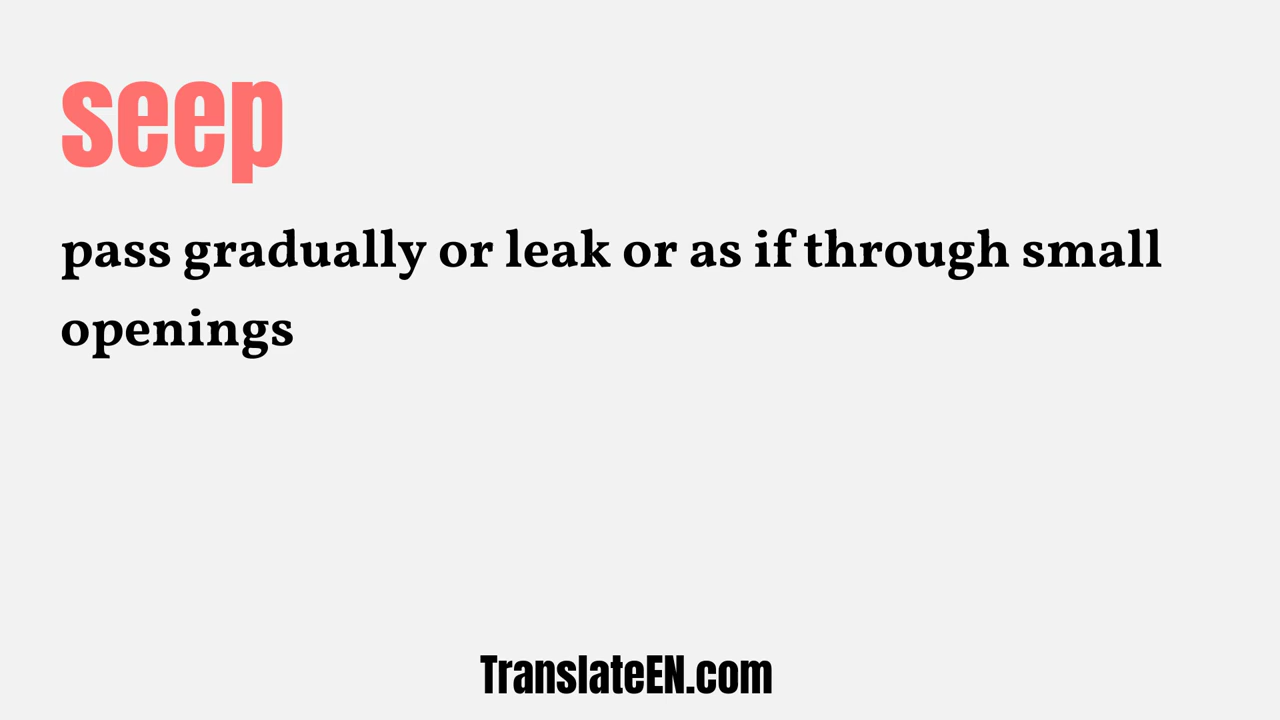 seep
pass gradually or leak or as if through small
openings
TranslateEN.com